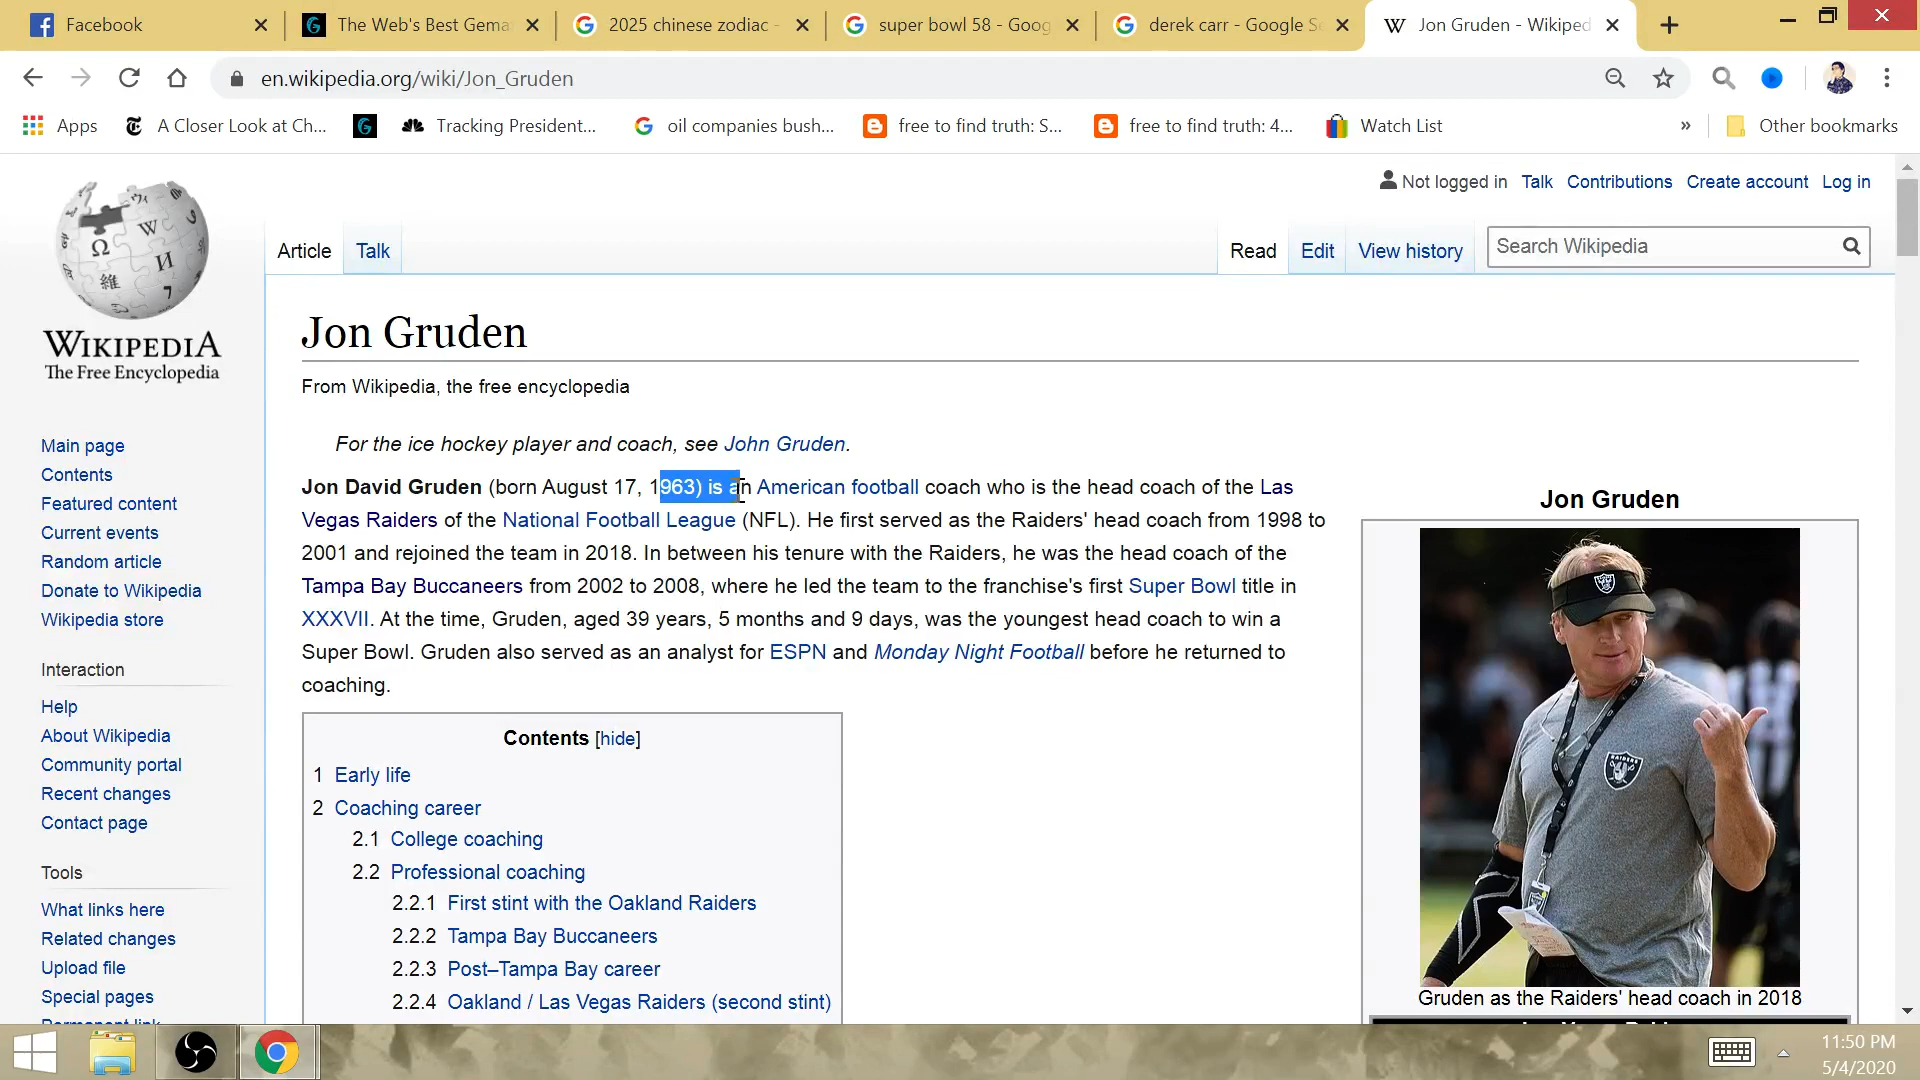 Facebook
The Web's Best Gema
2025 chinese zodiac -
super bowl 58 - Goog
derek carr - Google Se
Jon Gruden - Wikiped
en.wikipedia.org/wiki/Jon_Gruden
Apps
A Closer Look at Ch...
Tracking President...
oil companies bush...
free to find truth: S...
free to find truth: 4...
Watch List
»
Other bookmarks
Not logged in Talk Contributions Create account Log in
Article Talk
Read Edit View history
Search Wikipedia
WIKIPEDIA
The Free Encyclopedia
Main page
Contents
Featured content
Current events
Random article
Donate to Wikipedia
Wikipedia store
Interaction
Help
About Wikipedia
Community portal
Recent changes
Contact page
Tools
What links here
Related changes
Upload file
Special pages
Permanent link
Jon Gruden
From Wikipedia, the free encyclopedia
For the ice hockey player and coach, see John Gruden.
Jon David Gruden (born August 17, 1963) is an American football coach who is the head coach of the Las
Vegas Raiders of the National Football League (NFL). He first served as the Raiders' head coach from 1998 to
2001 and rejoined the team in 2018. In between his tenure with the Raiders, he was the head coach of the
Tampa Bay Buccaneers from 2002 to 2008, where he led the team to the franchise's first Super Bowl title in
XXXVII. At the time, Gruden, aged 39 years, 5 months and 9 days, was the youngest head coach to win a
Super Bowl. Gruden also served as an analyst for ESPN and Monday Night Football before he returned to
coaching.
Contents [hide]
1 Early life
2 Coaching career
2.1 College coaching
2.2 Professional coaching
2.2.1 First stint with the Oakland Raiders
2.2.2 Tampa Bay Buccaneers
2.2.3 Post–Tampa Bay career
2.2.4 Oakland / Las Vegas Raiders (second stint)
Jon Gruden
RAIDERS
Gruden as the Raiders' head coach in 2018
11:50 PM
5/4/2020